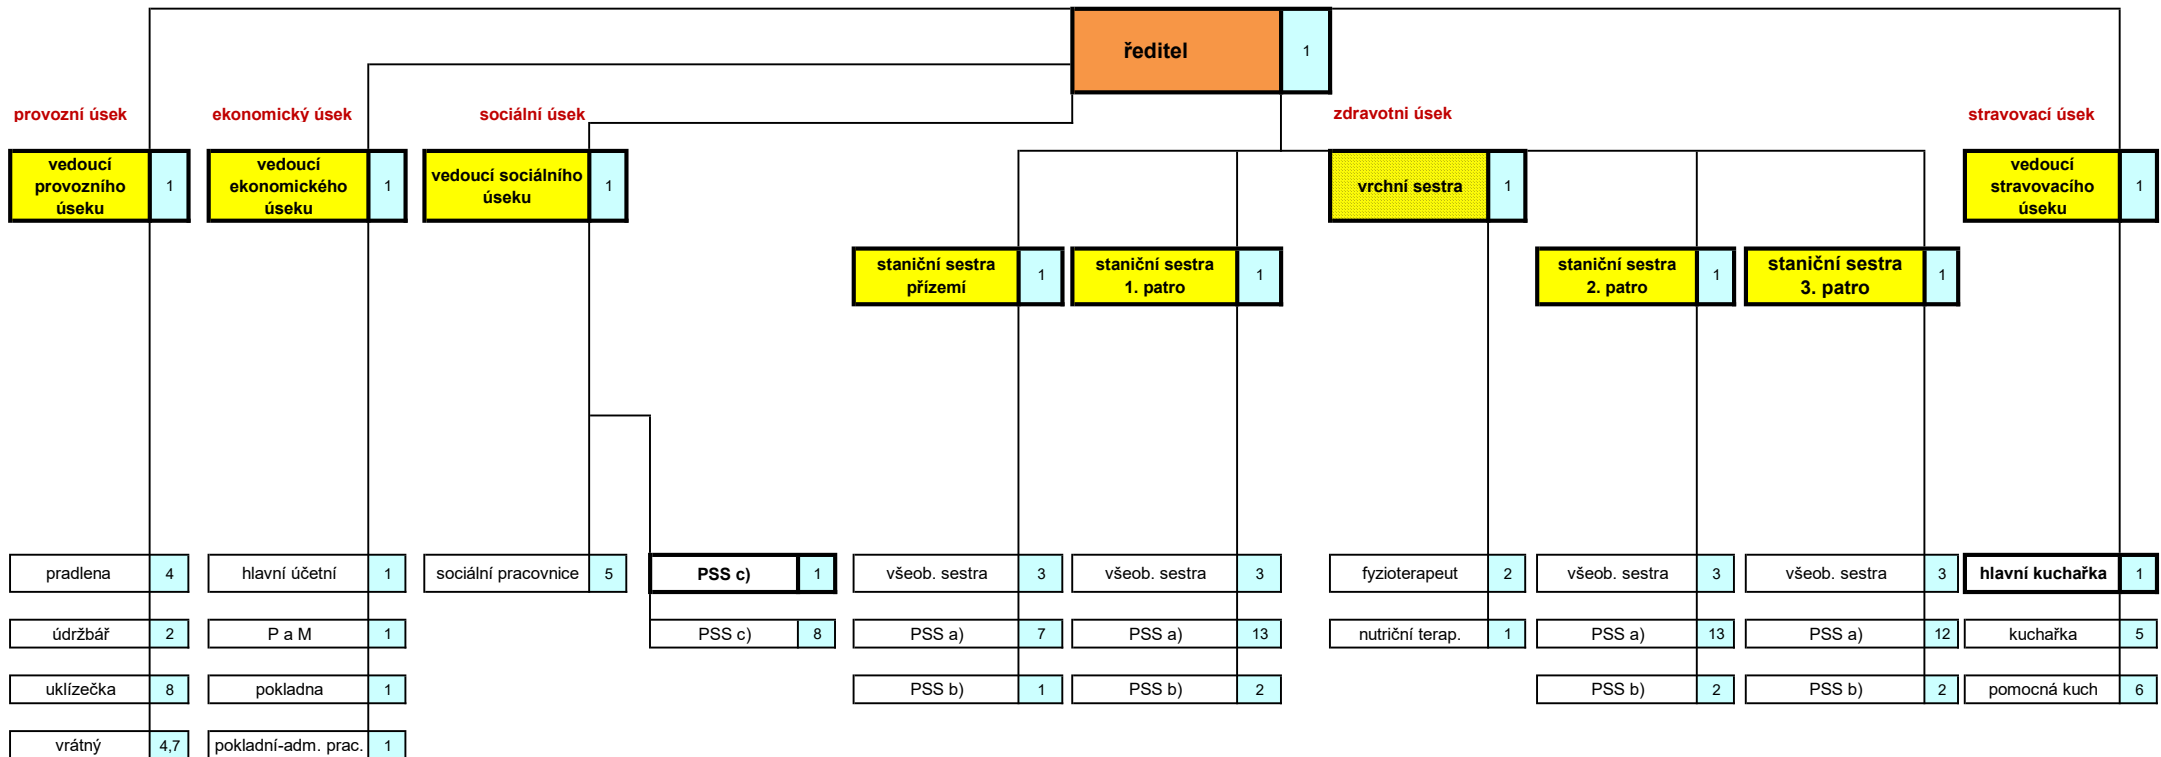 ředitel 1
provozní úsek ekonomický úsek sociální úsek zdravotni úsek stravovací úsek
vedoucí
provozního
úseku
1
vedoucí
ekonomického
úseku
1
vedoucí sociálního
úseku
1
vrchní sestra 1
vedoucí
stravovacího
úseku
1
staniční sestra
přízemí
1
staniční sestra
1. patro
1
staniční sestra
2. patro
1
staniční sestra
3. patro
1
pradlena 4 hlavní účetní 1 sociální pracovnice 5 PSS c) 1 všeob. sestra 3 všeob. sestra 3 fyzioterapeut 2 všeob. sestra 3 všeob. sestra 3 hlavní kuchařka 1
údržbář 2 P a M 1 PSS c) 8 PSS a) 7 PSS a) 13 nutriční terap. 1 PSS a) 13 PSS a) 12 kuchařka 5
uklízečka 8 pokladna 1 PSS b) 1 PSS b) 2 PSS b) 2 PSS b) 2 pomocná kuch 6
vrátný 4,7 pokladní-adm. prac. 1